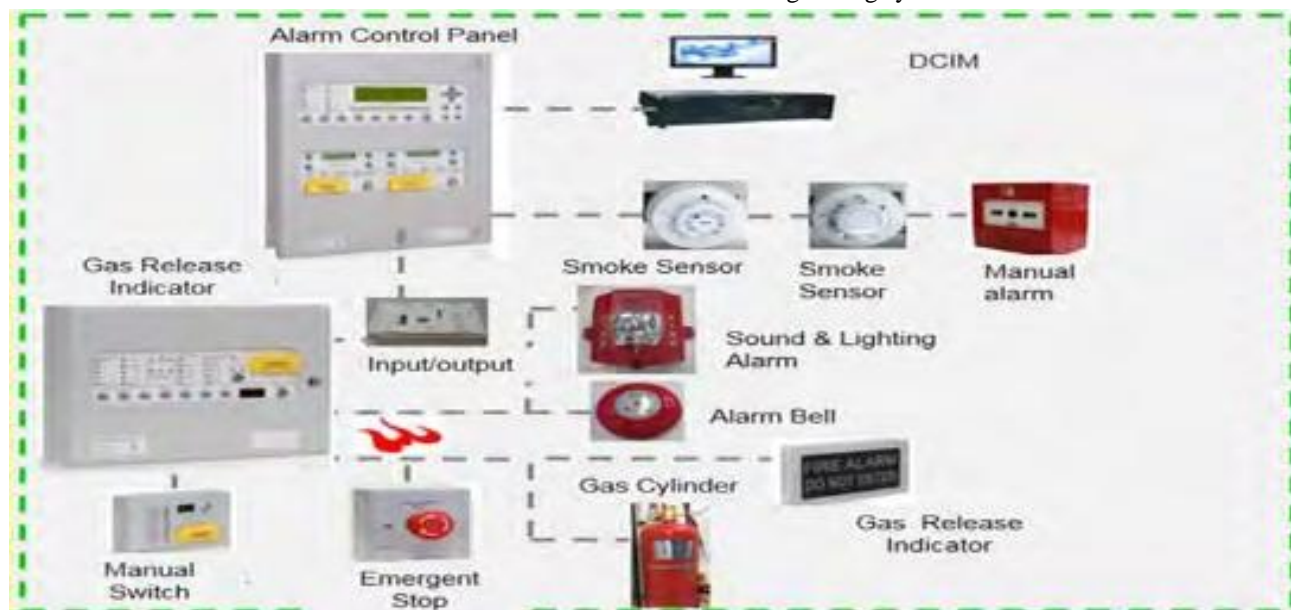 Alarm Control Panel
DCIM
Gas Release
Indicator
Smoke Sensor
Smoke
Sensor
Manual
alarm
Input/output
Sound & Lighting
Alarm
Alarm Bell
FIRE ALARM
DO NOT ENTER
Gas Cylinder
Gas Release
Indicator
Manual
Switch
Emergent
Stop